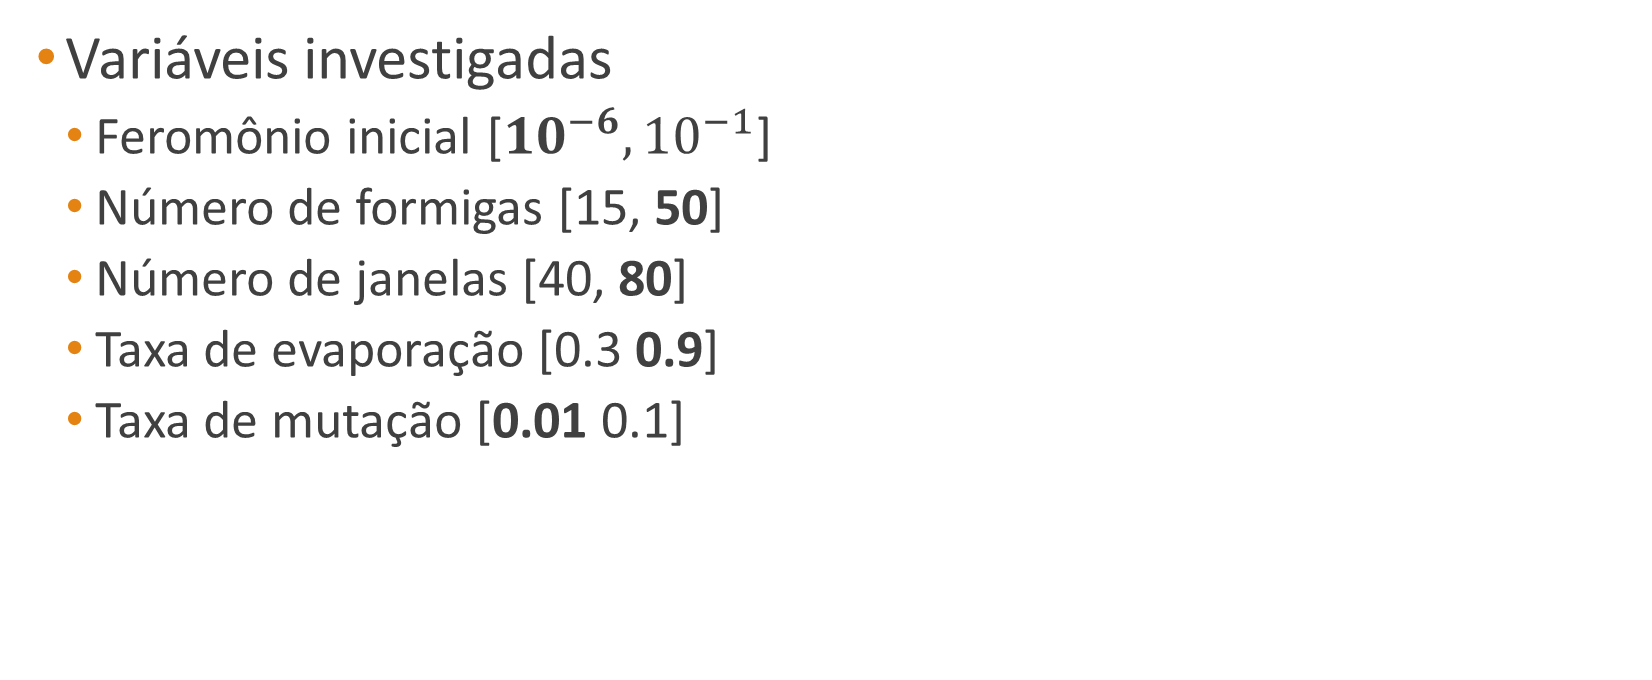 • Variáveis investigadas
• Feromônio inicial [10⁻⁶, 10⁻¹]
• Número de formigas [15, 50]
• Número de janelas [40, 80]
• Taxa de evaporação [0.3 0.9]
• Taxa de mutação [0.01 0.1]